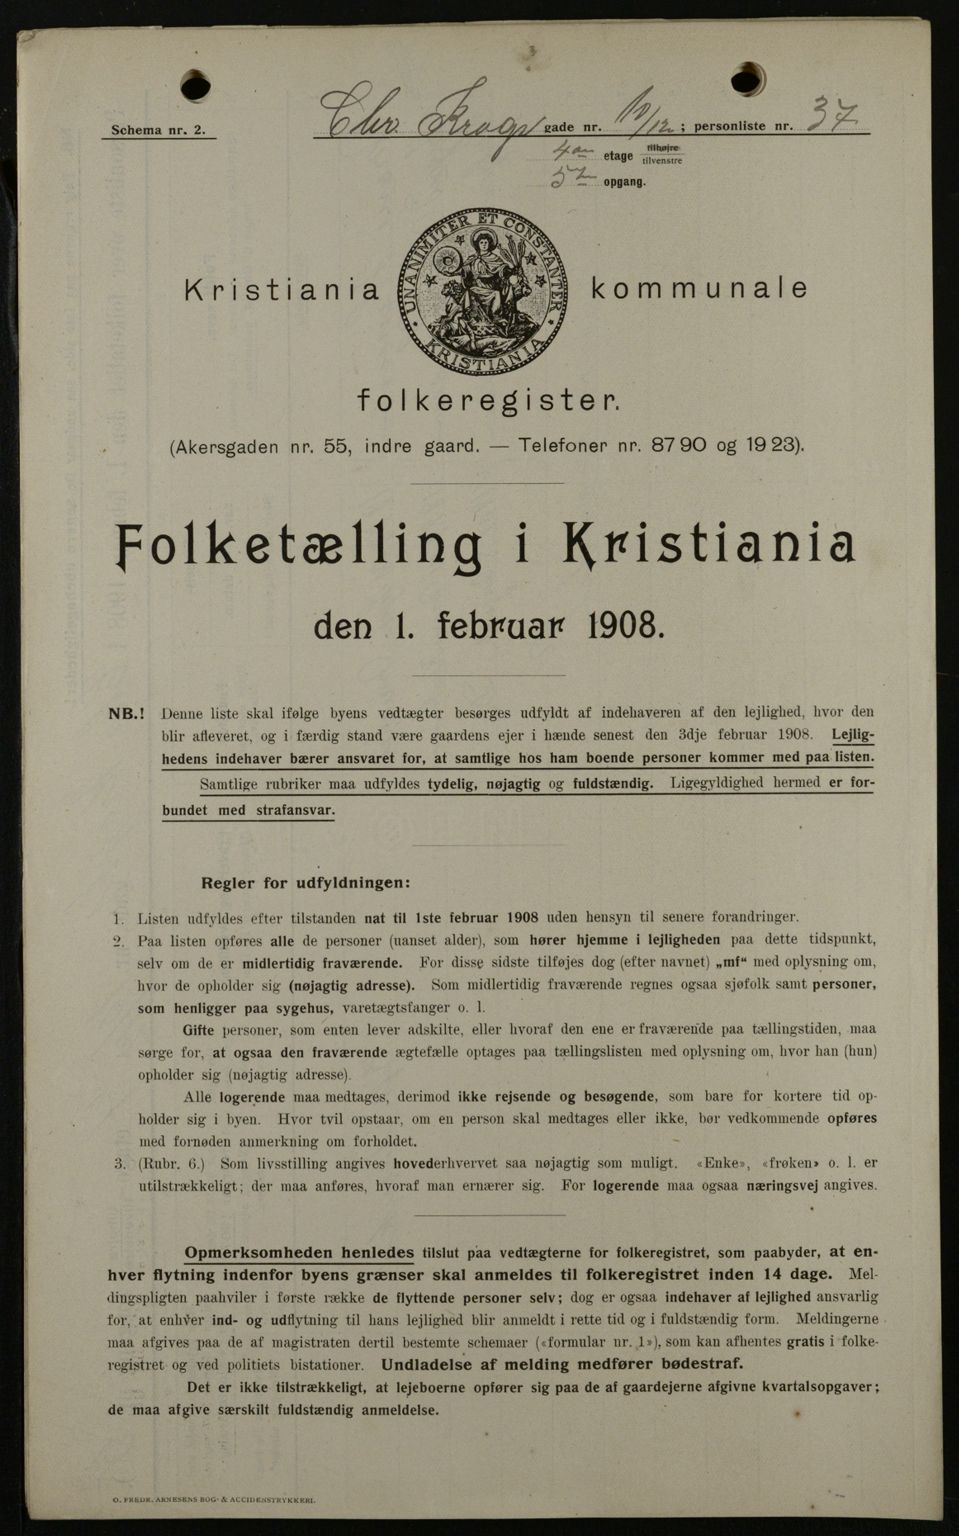 Schema nr. 2.
Chr. Krogs gade nr. 10/12 ; personliste nr. 37
4de etage tilhøjre tilvenstre
5te opgang.
UNANIMITER ET CONSTANTER
KRISTIANIA
Kristiania kommunale
folkeregister.
(Akersgaden nr. 55, indre gaard. — Telefoner nr. 8790 og 1923).
Folketælling i Kristiania
den 1. februar 1908.
NB.! Denne liste skal ifølge byens vedtægter besørges udfyldt af indehaveren af den lejlighed, hvor den
blir afleveret, og i færdig stand være gaardens ejer i hænde senest den 3dje februar 1908. Lejlig-
hedens indehaver bærer ansvaret for, at samtlige hos ham boende personer kommer med paa listen.
Samtlige rubriker maa udfyldes tydelig, nøjagtig og fuldstændig. Ligegyldighed hermed er for-
bundet med strafansvar.
Regler for udfyldningen:
1. Listen udfyldes efter tilstanden nat til 1ste februar 1908 uden hensyn til senere forandringer.
2. Paa listen opføres alle de personer (uanset alder), som hører hjemme i lejligheden paa dette tidspunkt,
selv om de er midlertidig fraværende. For disse sidste tilføjes dog (efter navnet) „mf“ med oplysning om,
hvor de opholder sig (nøjagtig adresse). Som midlertidig fraværende regnes ogsaa sjøfolk samt personer,
som henligger paa sygehus, varetægtsfanger o. l.
Gifte personer, som enten lever adskilte, eller hvoraf den ene er fraværende paa tællingstiden, maa
sørge for, at ogsaa den fraværende ægtefælle optages paa tællingslisten med oplysning om, hvor han (hun)
opholder sig (nøjagtig adresse).
Alle logerende maa medtages, derimod ikke rejsende og besøgende, som bare for kortere tid op-
holder sig i byen. Hvor tvil opstaar, om en person skal medtages eller ikke, bør vedkommende opføres
med fornøden anmerkning om forholdet.
3. (Rubr. 6.) Som livsstilling angives hovederhvervet saa nøjagtig som muligt. «Enke», «frøken» o. l. er
utilstrækkeligt; der maa anføres, hvoraf man ernærer sig. For logerende maa ogsaa næringsvej angives.
Opmerksomheden henledes tilslut paa vedtægterne for folkeregistret, som paabyder, at en-
hver flytning indenfor byens grænser skal anmeldes til folkeregistret inden 14 dage. Mel-
dingspligten paahviler i første række de flyttende personer selv; dog er ogsaa indehaver af lejlighed ansvarlig
for, at enhver ind- og udflytning til hans lejlighed blir anmeldt i rette tid og i fuldstændig form. Meldingerne
maa afgives paa de af magistraten dertil bestemte schemaer («formular nr. 1»), som kan afhentes gratis i folke-
registret og ved politiets bistationer. Undladelse af melding medfører bødestraf.
Det er ikke tilstrækkeligt, at lejeboerne opfører sig paa de af gaardejerne afgivne kvartalsopgaver;
de maa afgive særskilt fuldstændig anmeldelse.
O. FREDR. ARNESENS BOG- & ACCIDENSTRYKKERI.